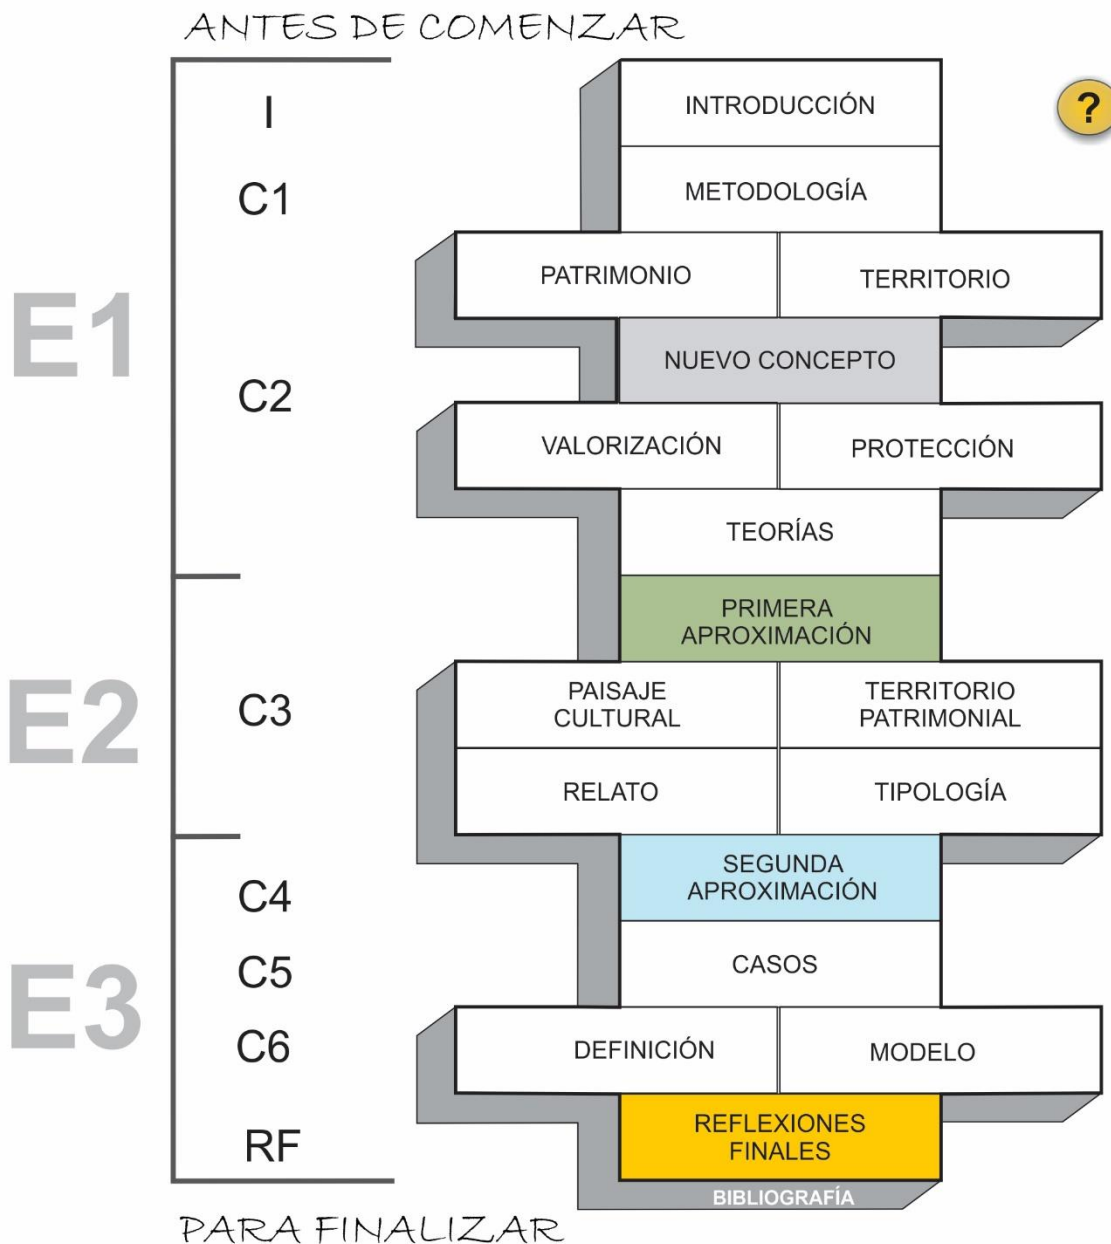 ANTES DE COMENZAR
I
INTRODUCCIÓN
?
C1
METODOLOGÍA
PATRIMONIO
TERRITORIO
E1
NUEVO CONCEPTO
C2
VALORIZACIÓN
PROTECCIÓN
TEORÍAS
PRIMERA
APROXIMACIÓN
E2
C3
PAISAJE
CULTURAL
TERRITORIO
PATRIMONIAL
RELATO
TIPOLOGÍA
C4
SEGUNDA
APROXIMACIÓN
E3
C5
CASOS
C6
DEFINICIÓN
MODELO
RF
REFLEXIONES
FINALES
BIBLIOGRAFÍA
PARA FINALIZAR